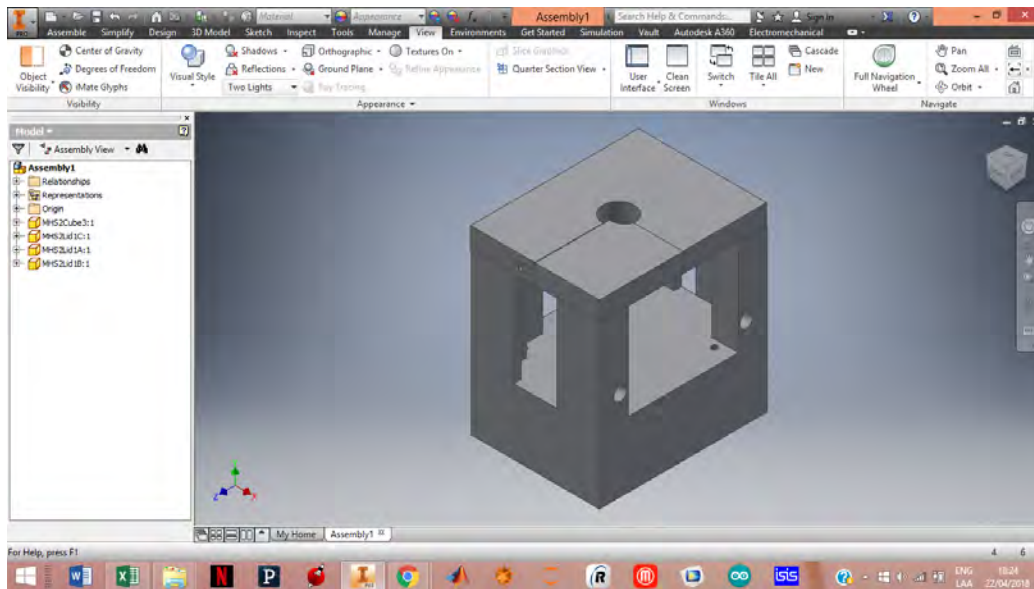 Material Appearance Assembly1 Search Help & Commands... Sign In
PRO Assemble Simplify Design 3D Model Sketch Inspect Tools Manage View Environments Get Started Simulation Vault Autodesk A360 Electromechanical
Center of Gravity Shadows Orthographic Textures On Slice Graphics Cascade Pan
Degrees of Freedom Reflections Ground Plane Refine Appearance Quarter Section View New Zoom All
iMate Glyphs Two Lights Ray Tracing Orbit
Object Visibility Visual Style User Interface Clean Screen Switch Tile All Full Navigation Wheel
Visibility Appearance Windows Navigate
Model
Assembly View
Assembly1
Relationships
Representations
Origin
MHS2Cube3:1
MHS2Lid1C:1
MHS2Lid1A:1
MHS2Lid1B:1
My Home Assembly1
For Help, press F1 4 6
isis ENG 18:24
LAA 22/04/2018